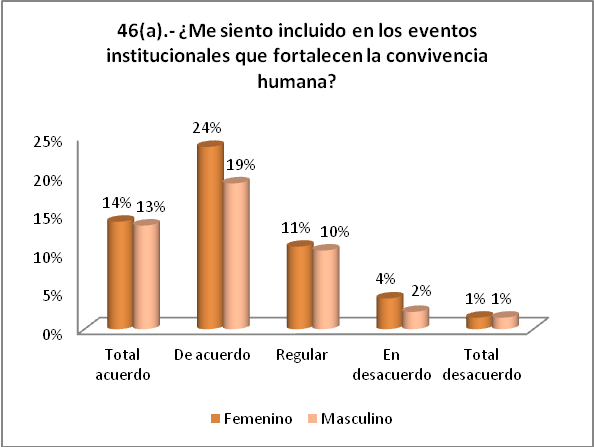 46(a).- ¿Me siento incluido en los eventos
institucionales que fortalecen la convivencia
humana?
25%
20%
15%
10%
5%
0%
14%
13%
24%
19%
11%
10%
4%
2%
1%
1%
Total
acuerdo
De acuerdo
Regular
En
desacuerdo
Total
desacuerdo
Femenino
Masculino